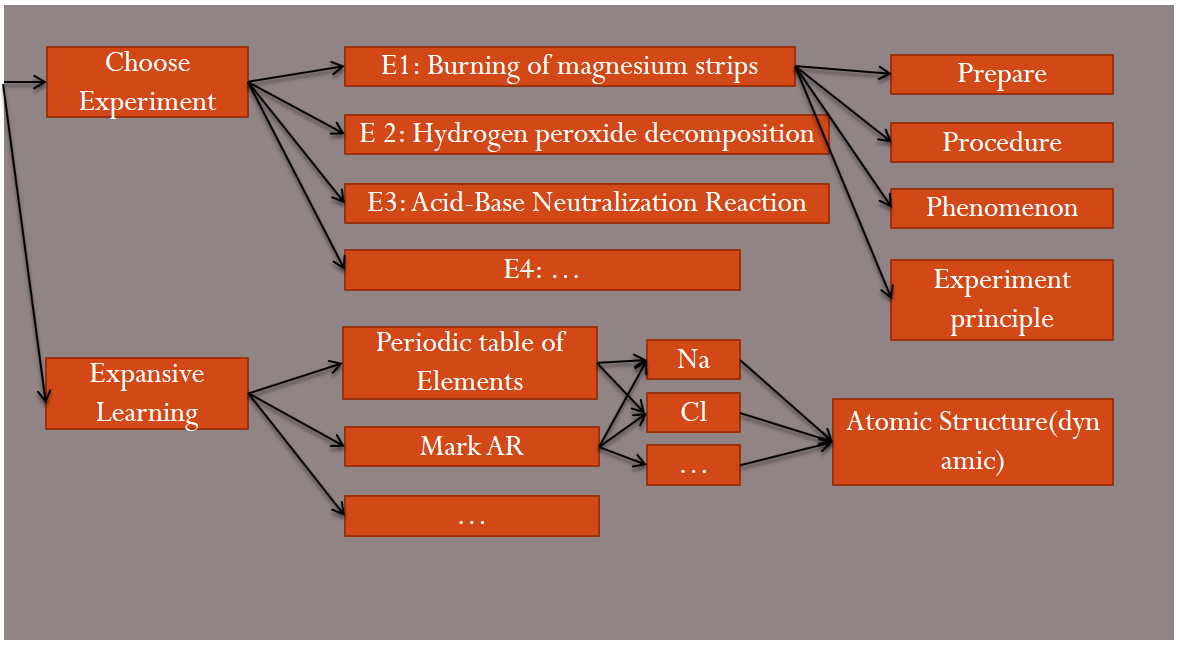 Choose
Experiment
E1: Burning of magnesium strips
E 2: Hydrogen peroxide decomposition
E3: Acid-Base Neutralization Reaction
E4: …
Prepare
Procedure
Phenomenon
Experiment
principle
Expansive
Learning
Periodic table of
Elements
Mark AR
…
Na
Cl
…
Atomic Structure(dyn
amic)